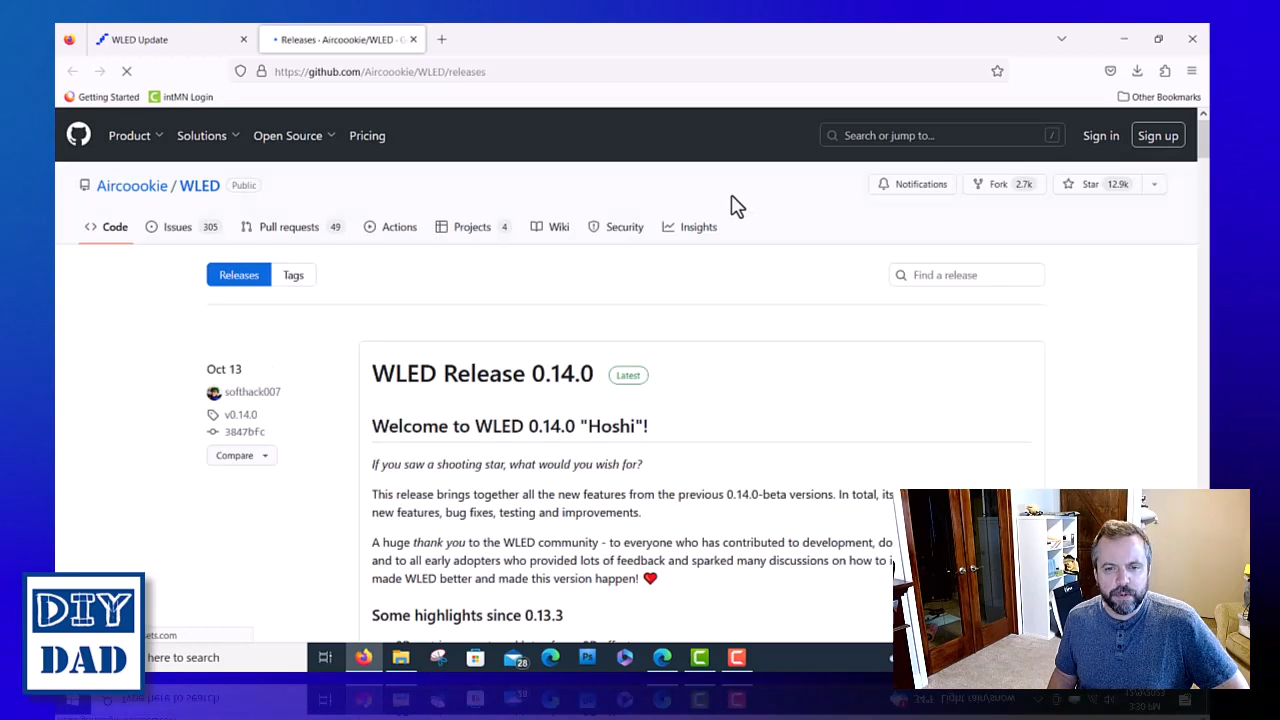 WLED Update
Releases · Aircoookie/WLED · G
https://github.com/Aircoookie/WLED/releases
Getting Started
intMN Login
Other Bookmarks
Product
Solutions
Open Source
Pricing
Search or jump to...
/
Sign in
Sign up
Aircoookie / WLED
Public
Notifications
Fork 2.7k
Star 12.9k
Code
Issues 305
Pull requests 49
Actions
Projects 4
Wiki
Security
Insights
Releases
Tags
Find a release
Oct 13
softhack007
v0.14.0
3847bfc
Compare
WLED Release 0.14.0
Latest
Welcome to WLED 0.14.0 "Hoshi"!
If you saw a shooting star, what would you wish for?
This release brings together all the new features from the previous 0.14.0-beta versions. In total, its
new features, bug fixes, testing and improvements.
A huge thank you to the WLED community - to everyone who has contributed to development, do
and to all early adopters who provided lots of feedback and sparked many discussions on how to
made WLED better and made this version happen!
Some highlights since 0.13.3
sets.com
here to search
28
DIY
DAD